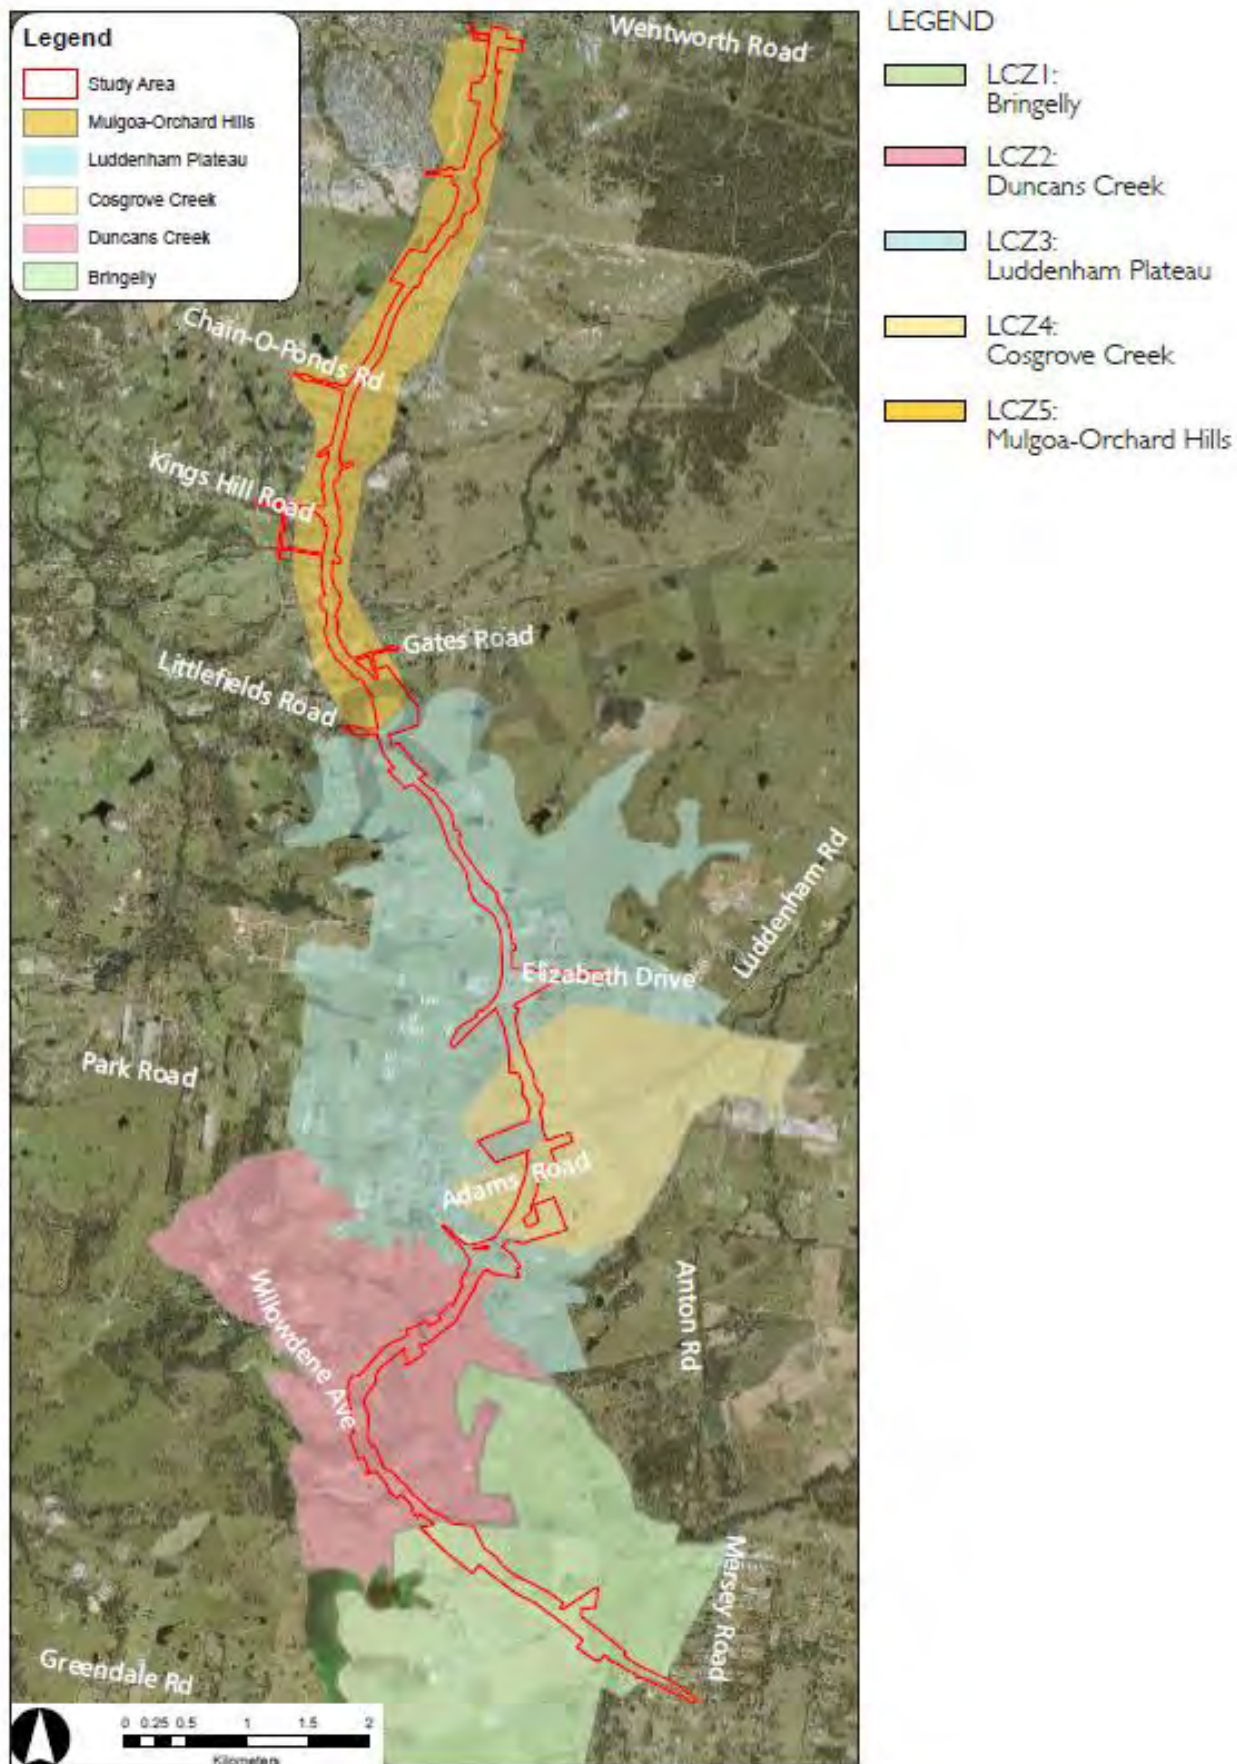 Legend
Study Area
Mulgoa-Orchard Hills
Luddenham Plateau
Cosgrove Creek
Duncans Creek
Bringelly
Wentworth Road
Chain-O-Ponds Rd
Kings Hill Road
Gates Road
Littlefields Road
Luddenham Rd
Elizabeth Drive
Park Road
Adams Road
Willowdene Ave
Anton Rd
Mersey Road
Greendale Rd
0 0.25 0.5 1 1.5 2
Kilometers
LEGEND
LCZ1:
Bringelly
LCZ2:
Duncans Creek
LCZ3:
Luddenham Plateau
LCZ4:
Cosgrove Creek
LCZ5:
Mulgoa-Orchard Hills